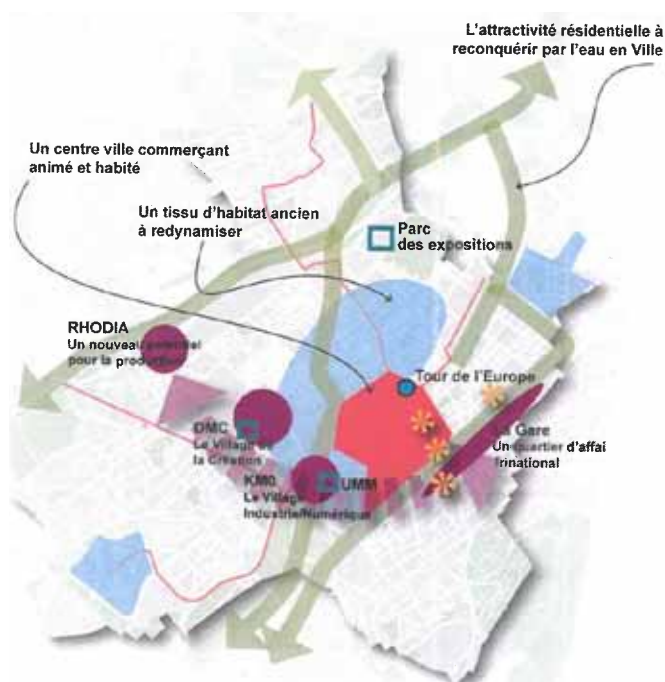 L'attractivité résidentielle à
reconquérir par l'eau en Ville
Un centre ville commerçant
animé et habité
Un tissu d'habitat ancien
à redynamiser
Parc
des expositions
RHODIA
Un nouveau potentiel
pour la production
Tour de l'Europe
DMC
Le Village de
la Création
KM0
Le Village
Industrie/Numérique
UMM
La Gare
Un quartier d'affai
rnational